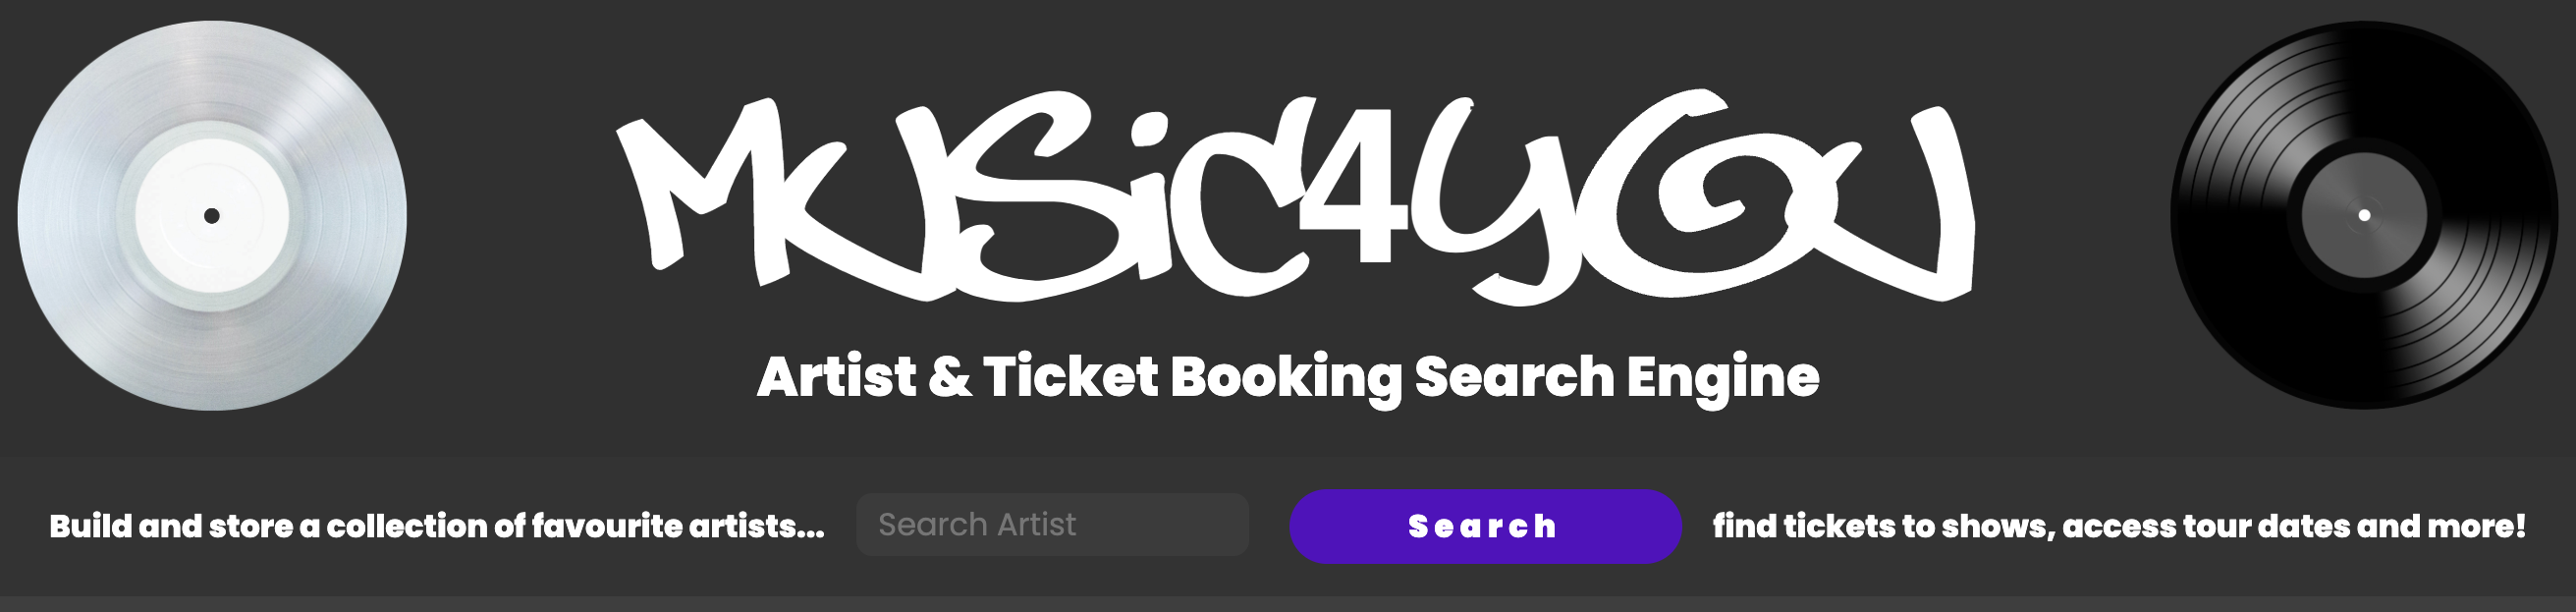 MUSiC4YOU
Artist & Ticket Booking Search Engine
Build and store a collection of favourite artists... Search Artist Search find tickets to shows, access tour dates and more!